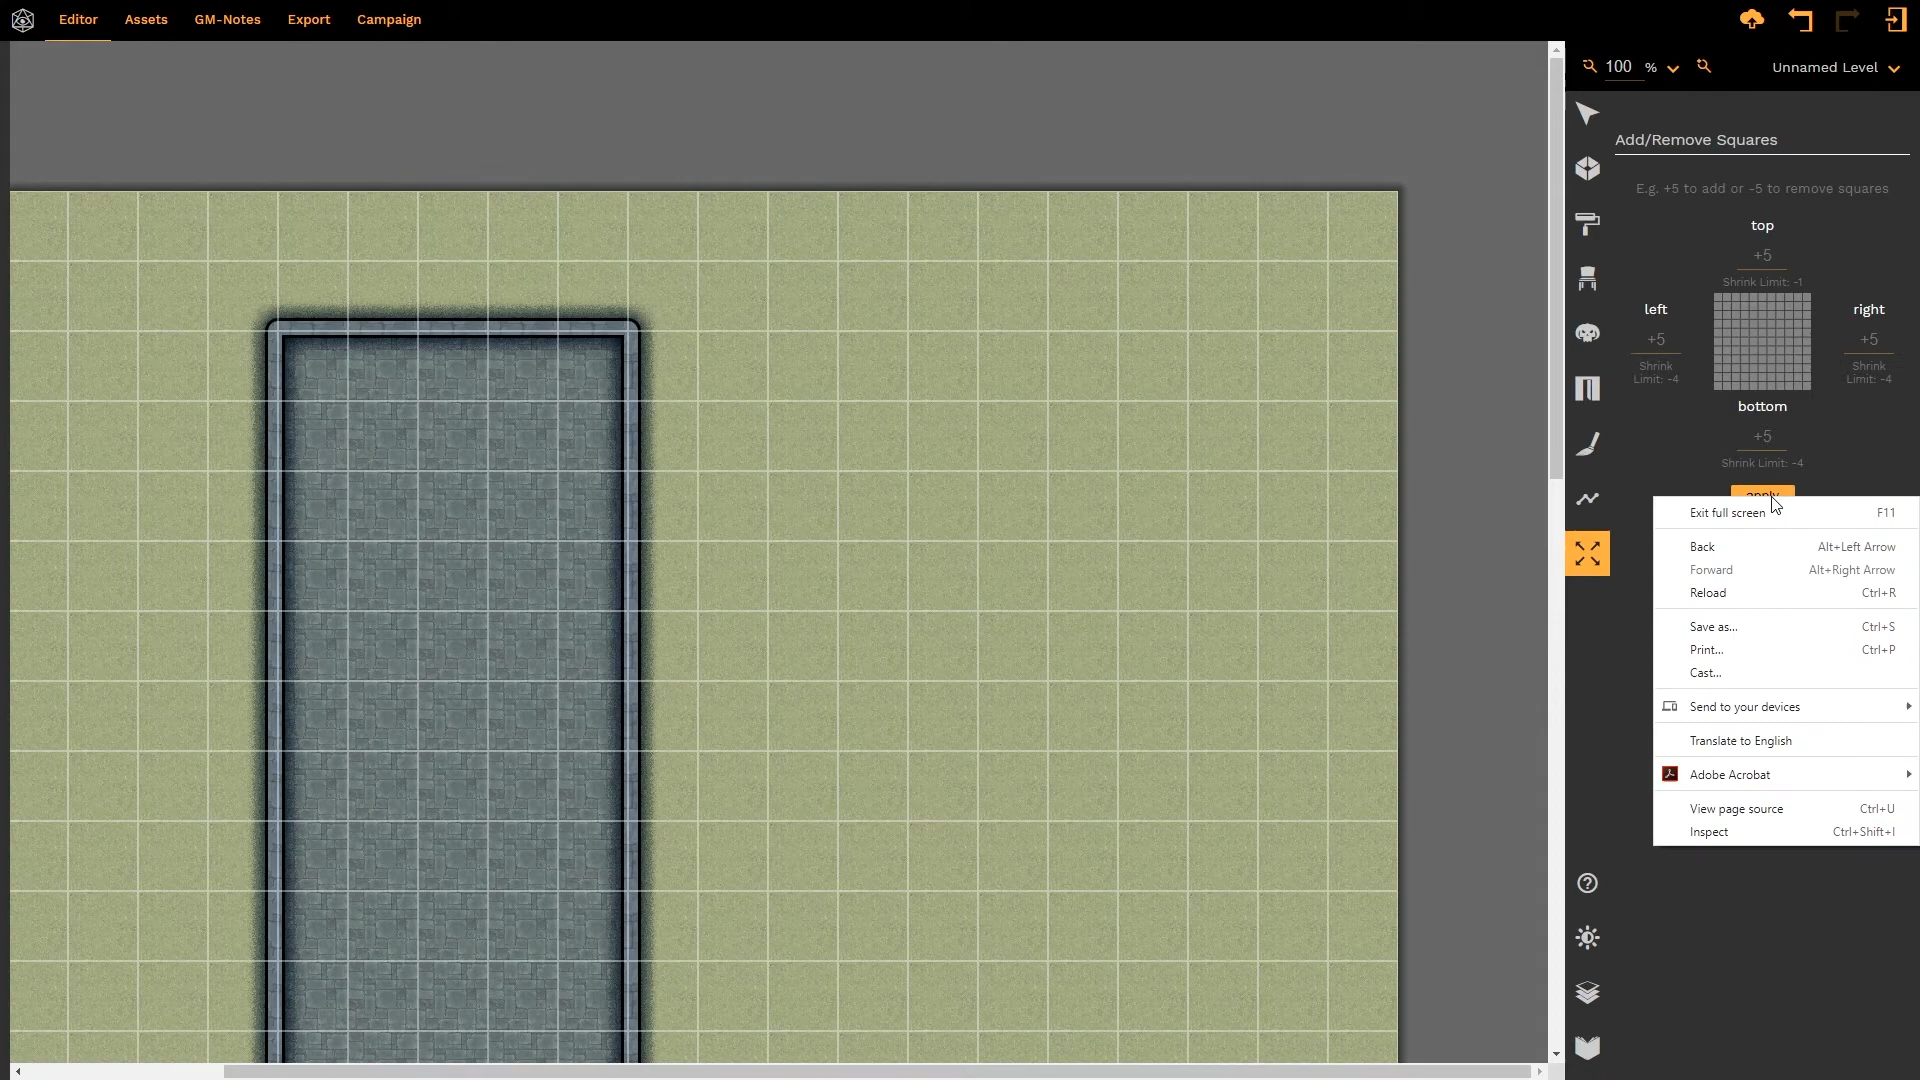 Editor Assets GM-Notes Export Campaign
100 % Unnamed Level
Add/Remove Squares
E.g. +5 to add or -5 to remove squares
top
+5
Shrink Limit: -1
left
+5
Shrink
Limit: -4
right
+5
Shrink
Limit: -4
bottom
+5
Shrink Limit: -4
apply
Exit full screen F11
Back Alt+Left Arrow
Forward Alt+Right Arrow
Reload Ctrl+R
Save as... Ctrl+S
Print... Ctrl+P
Cast...
Send to your devices
Translate to English
Adobe Acrobat
View page source Ctrl+U
Inspect Ctrl+Shift+I